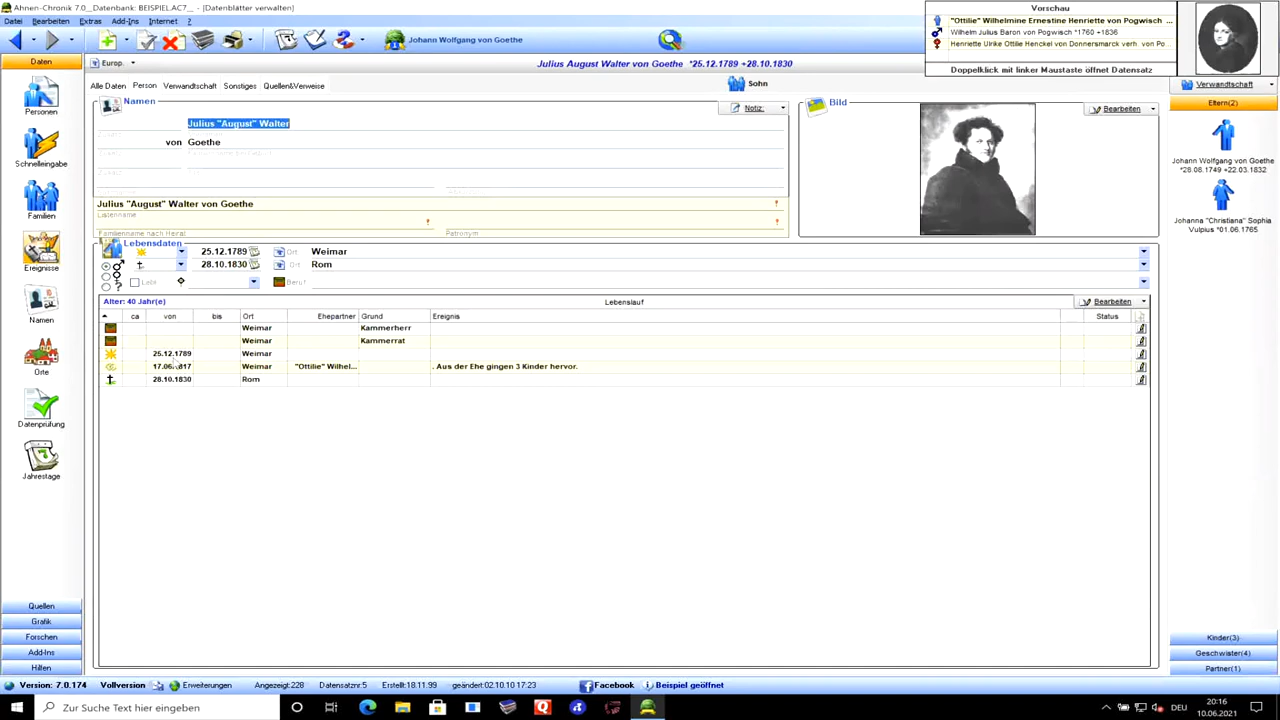 Ahnen-Chronik 7.0_ Datenbank: BEISPIEL.AC7_ - [Datenblätter verwalten]
Datei Bearbeiten Extras Add-Ins Internet ?
Johann Wolfgang von Goethe
Vorschau
"Ottilie" Wilhelmine Ernestine Henriette von Pogwisch ...
Wilhelm Julius Baron von Pogwisch *1760 +1836
Henriette Ulrike Ottilie Henckel von Donnersmarck verh von Po...
Doppelklick mit linker Maustaste öffnet Datensatz
Daten
Europ.
Julius August Walter von Goethe *25.12.1789 +28.10.1830
Alle Daten Person Verwandtschaft Sonstiges Quellen&Verweise
Sohn
Verwandtschaft
Eltern(2)
Namen
Notiz:
Bild
Bearbeiten
Julius "August" Walter
von Goethe
Julius "August" Walter von Goethe
Listenname
Familienname nach Heirat
Patronym
Lebensdaten
25.12.1789 Ort Weimar
28.10.1830 Ort Rom
Beruf
Alter: 40 Jahr(e)
Lebenslauf
Bearbeiten
ca von bis Ort Ehepartner Grund Ereignis Status
Weimar Kammerherr
Weimar Kammerrat
25.12.1789 Weimar
17.06.1817 Weimar "Ottilie" Wilhel... . Aus der Ehe gingen 3 Kinder hervor.
28.10.1830 Rom
Personen
Schnelleingabe
Familien
Ereignisse
Namen
Orte
Datenprüfung
Jahrestage
Quellen
Grafik
Forschen
Add-Ins
Hilfen
Johann Wolfgang von Goethe
*28.08.1749 +22.03.1832
Johanna "Christiana" Sophia
Vulpius *01.06.1765
Kinder(3)
Geschwister(4)
Partner(1)
Version: 7.0.174 Vollversion Erweiterungen Angezeigt:228 Datensatznr:5 Erstellt:18.11.99 geändert:02.10.10 17:23 Facebook Beispiel geöffnet
Zur Suche Text hier eingeben
DEU
20:16
10.06.2021